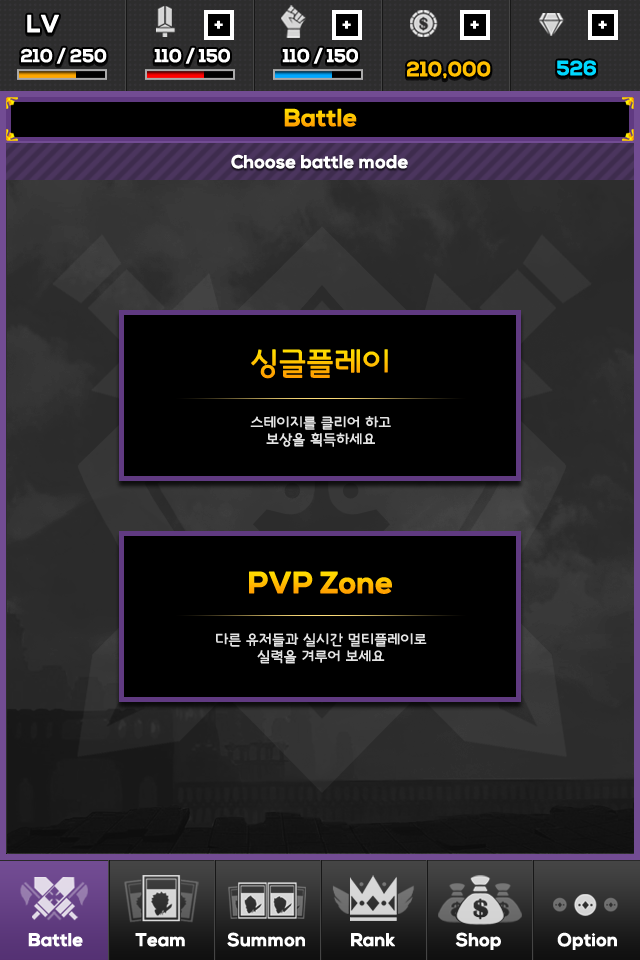 LV
210 / 250
110 / 150
110 / 150
210,000
526
Battle
Choose battle mode
싱글플레이
스테이지를 클리어 하고
보상을 획득하세요
PVP Zone
다른 유저들과 실시간 멀티플레이로
실력을 겨루어 보세요
Battle
Team
Summon
Rank
Shop
Option